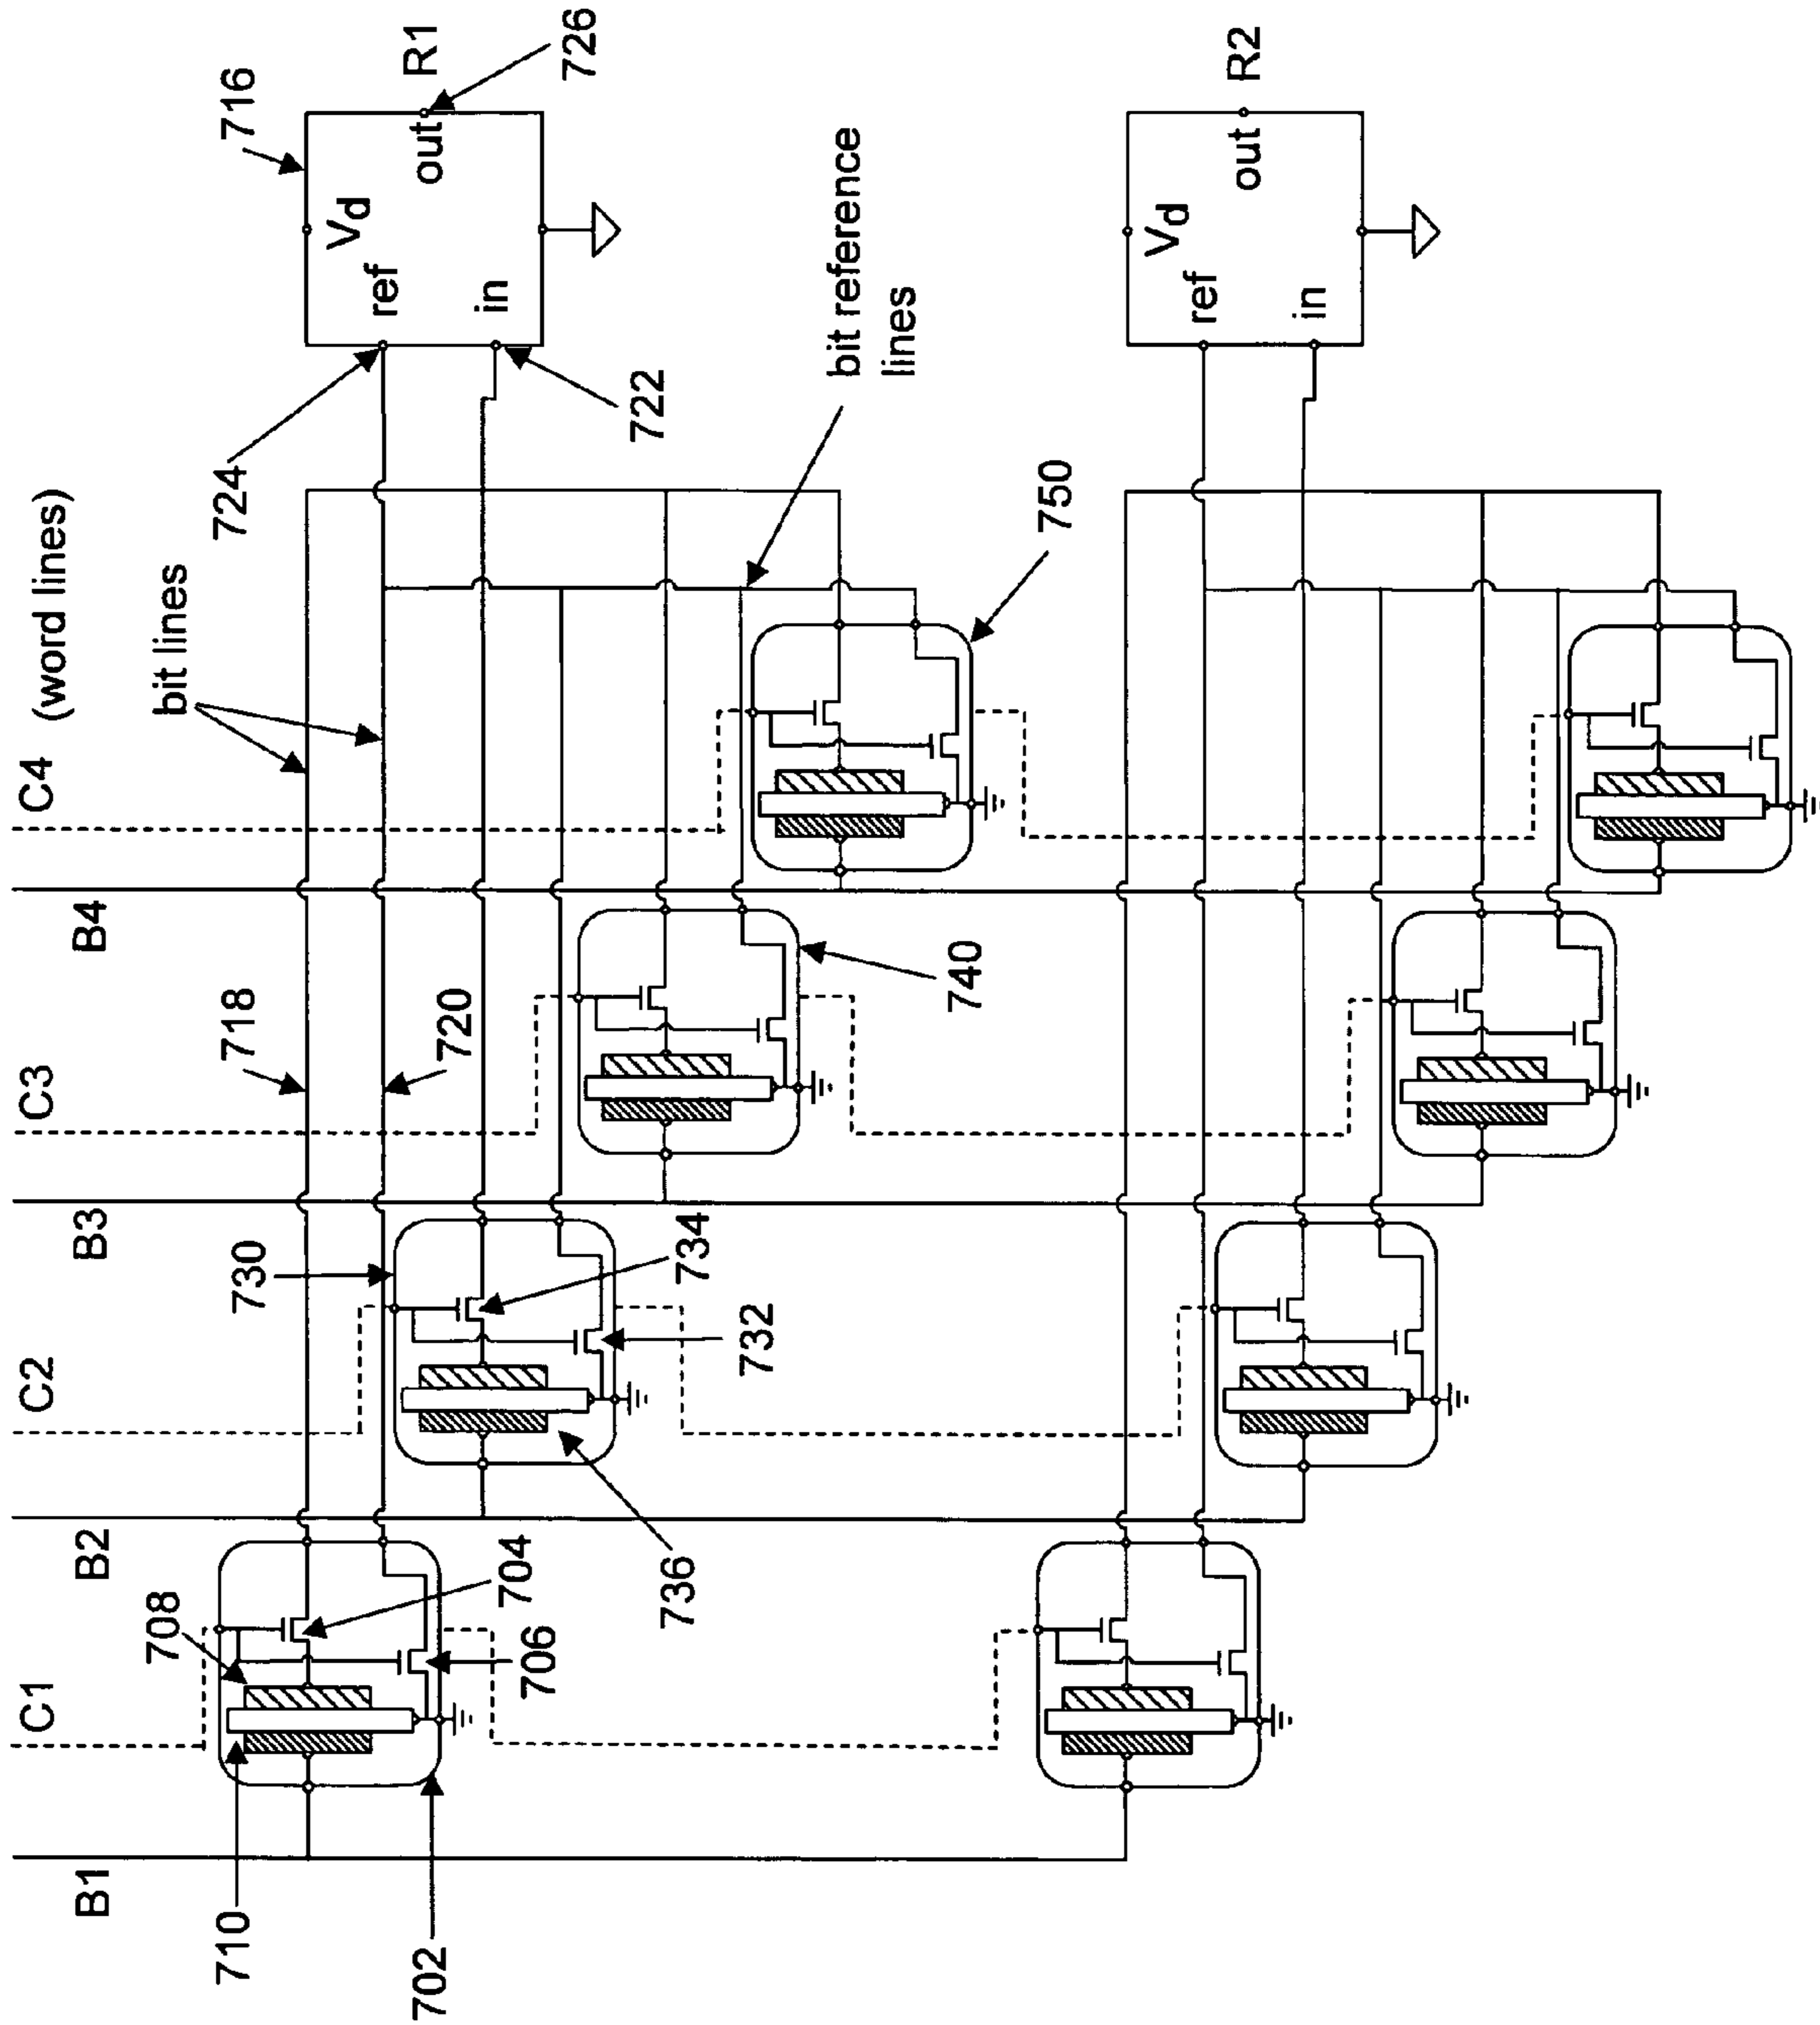 C1
C2
C3
C4 (word lines)
B1
B2
B3
B4
bit lines
718
720
724
716
Vd
ref
in
out
R1
726
722
bit reference
lines
708
710
702
704
706
730
734
732
736
740
750
Vd
ref
in
out
R2